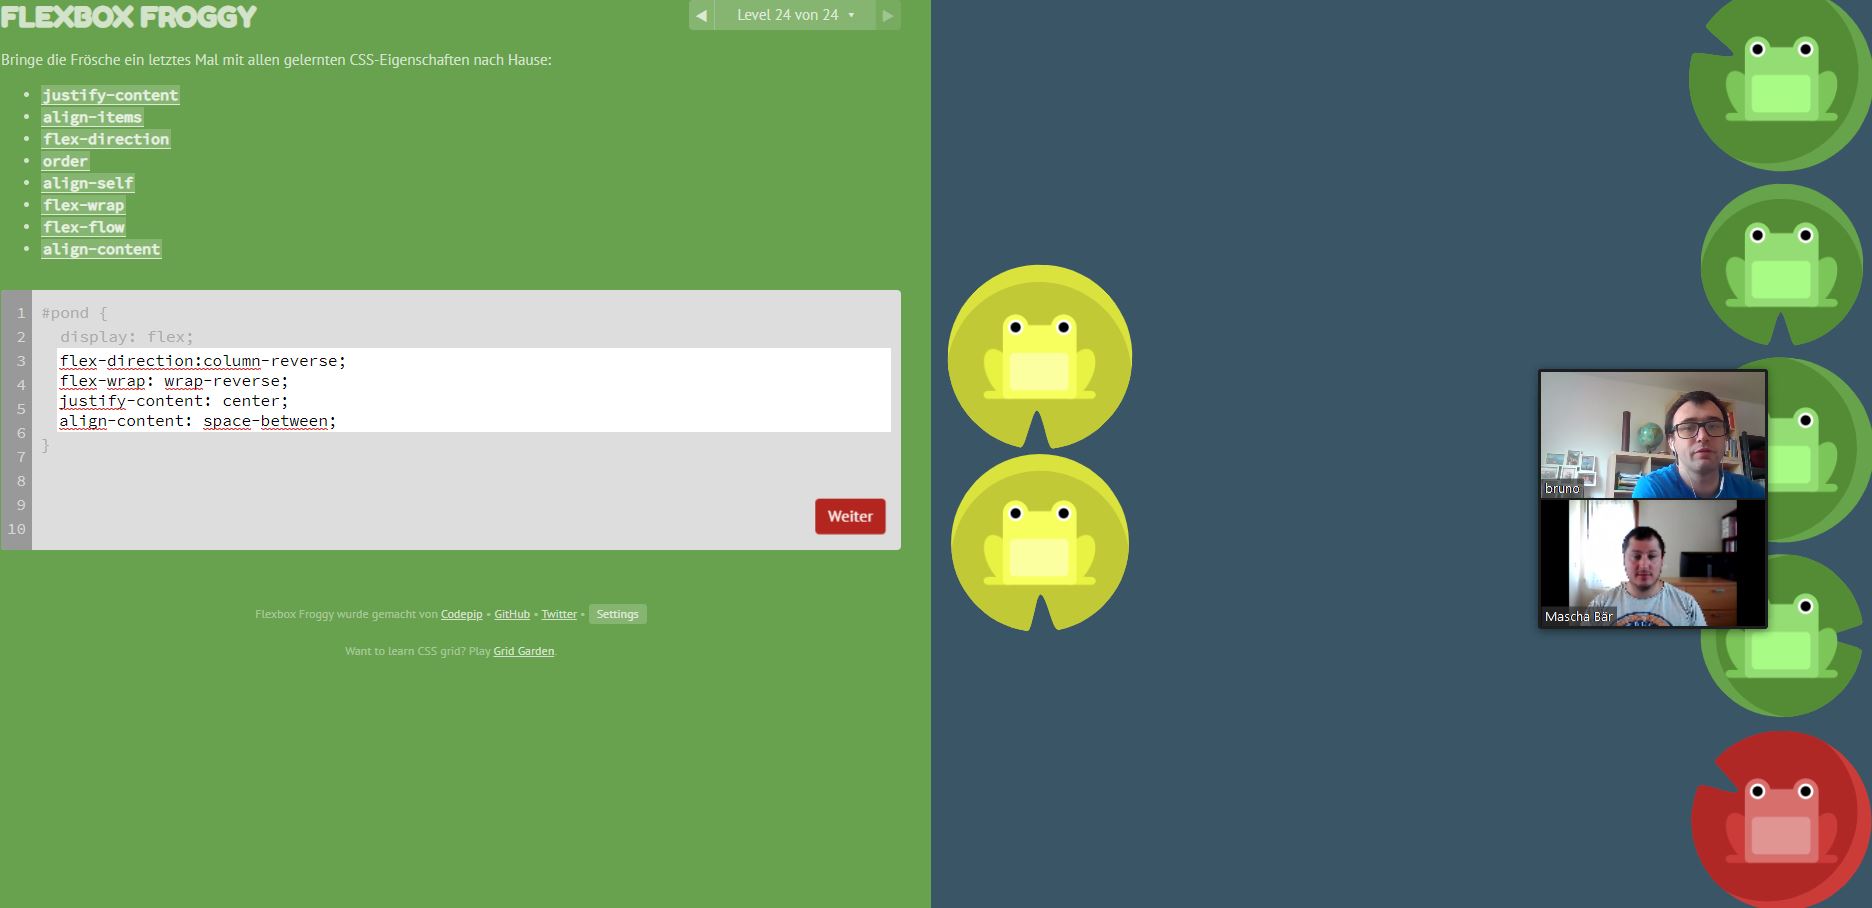 FLEXBOX FROGGY
◀ Level 24 von 24 ▾ ▶
Bringe die Frösche ein letztes Mal mit allen gelernten CSS-Eigenschaften nach Hause:
• justify-content
• align-items
• flex-direction
• order
• align-self
• flex-wrap
• flex-flow
• align-content
1 #pond {
2 display: flex;
3 flex-direction:column-reverse;
4 flex-wrap: wrap-reverse;
5 justify-content: center;
6 align-content: space-between;
7 }
8
9
10
Weiter
Flexbox Froggy wurde gemacht von Codepip • GitHub • Twitter • Settings
Want to learn CSS grid? Play Grid Garden.
bruno
Mascha Bär